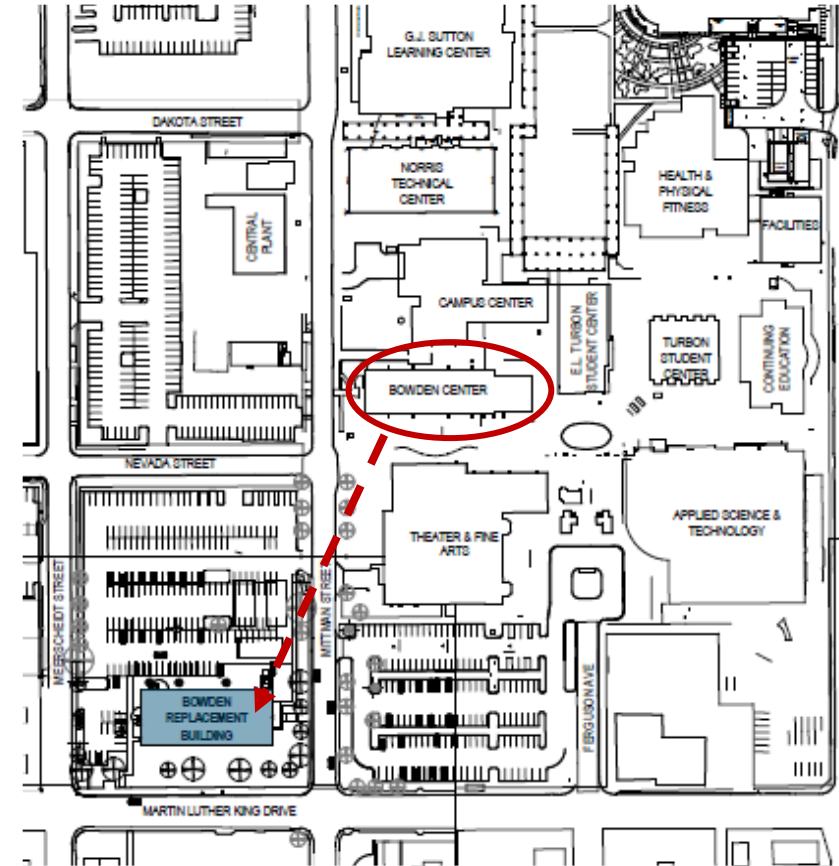 G.J. SUTTON
LEARNING CENTER
DAKOTA STREET
NORRIS
TECHNICAL
CENTER
HEALTH &
PHYSICAL
FITNESS
FACILITIES
CENTRAL
PLANT
CAMPUS CENTER
E.L. TURBON
STUDENT CENTER
TURBON
STUDENT
CENTER
CONTINUING
EDUCATION
BOWDEN CENTER
NEVADA STREET
THEATER & FINE
ARTS
APPLIED SCIENCE &
TECHNOLOGY
MEERSCHEIDT STREET
MITTMAN STREET
FERGUSON AVE
BOWDEN
REPLACEMENT
BUILDING
MARTIN LUTHER KING DRIVE